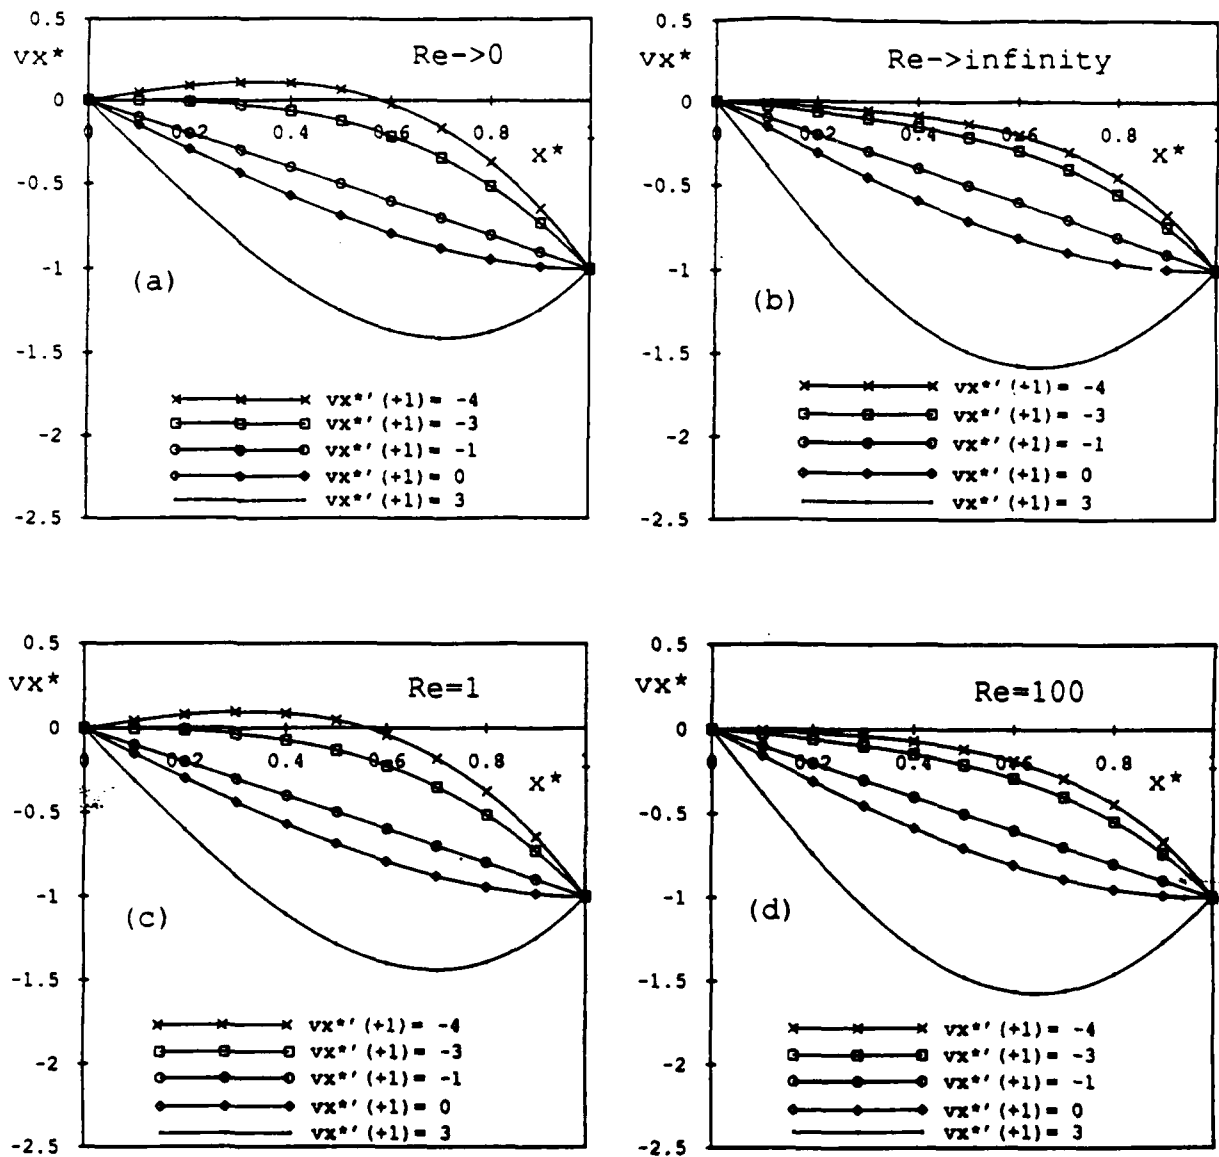 0.5
vx*
Re->0
0
0
0.2
0.4
0.6
0.8
1
x*
-0.5
-1
(a)
-1.5
vx*'(+1)= -4
vx*'(+1)= -3
-2
vx*'(+1)= -1
vx*'(+1)= 0
vx*'(+1)= 3
-2.5
0.5
vx*
Re->infinity
0
0
0.2
0.4
0.6
0.8
1
x*
-0.5
-1
(b)
-1.5
vx*'(+1)= -4
vx*'(+1)= -3
-2
vx*'(+1)= -1
vx*'(+1)= 0
vx*'(+1)= 3
-2.5
0.5
vx*
Re=1
0
0
0.2
0.4
0.6
0.8
1
x*
-0.5
-1
(c)
-1.5
vx*'(+1)= -4
vx*'(+1)= -3
-2
vx*'(+1)= -1
vx*'(+1)= 0
vx*'(+1)= 3
-2.5
0.5
vx*
Re=100
0
0
0.2
0.4
0.6
0.8
1
x*
-0.5
-1
(d)
-1.5
vx*'(+1)= -4
vx*'(+1)= -3
-2
vx*'(+1)= -1
vx*'(+1)= 0
vx*'(+1)= 3
-2.5